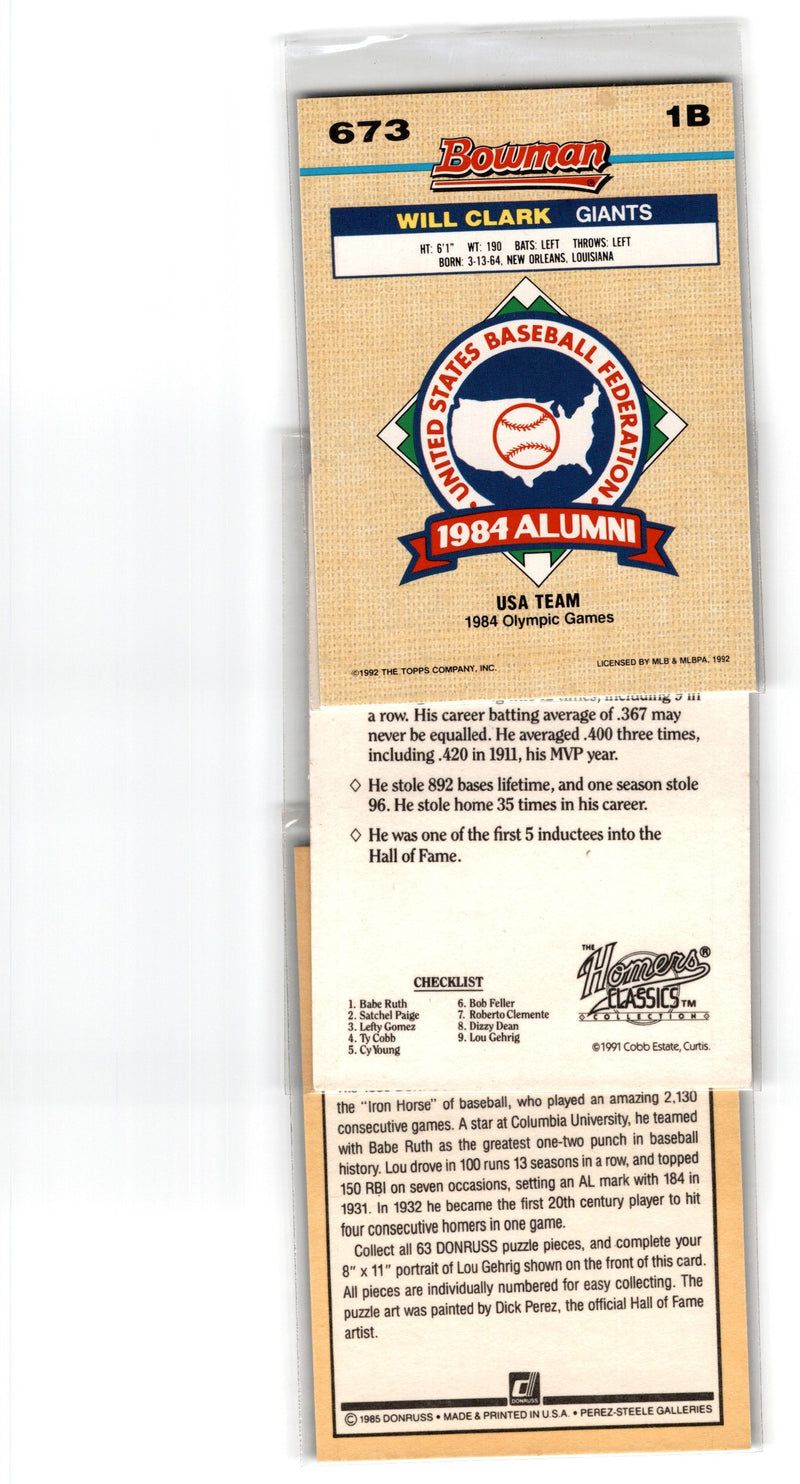 673
1B
Bowman
WILL CLARK GIANTS
HT: 6'1" WT: 190 BATS: LEFT THROWS: LEFT
BORN: 3-13-64, NEW ORLEANS, LOUISIANA
• UNITED STATES BASEBALL FEDERATION •
1984 ALUMNI
USA TEAM
1984 Olympic Games
©1992 THE TOPPS COMPANY, INC.
LICENSED BY MLB & MLBPA, 1992
times, including 9 in
a row. His career batting average of .367 may
never be equalled. He averaged .400 three times,
including .420 in 1911, his MVP year.
◇ He stole 892 bases lifetime, and one season stole
96. He stole home 35 times in his career.
◇ He was one of the first 5 inductees into the
Hall of Fame.
CHECKLIST
1. Babe Ruth
2. Satchel Paige
3. Lefty Gomez
4. Ty Cobb
5. Cy Young
6. Bob Feller
7. Roberto Clemente
8. Dizzy Dean
9. Lou Gehrig
THE
Homers®
CLASSICS™
COLLECTION
©1991 Cobb Estate, Curtis.
the "Iron Horse" of baseball, who played an amazing 2,130
consecutive games. A star at Columbia University, he teamed
with Babe Ruth as the greatest one-two punch in baseball
history. Lou drove in 100 runs 13 seasons in a row, and topped
150 RBI on seven occasions, setting an AL mark with 184 in
1931. In 1932 he became the first 20th century player to hit
four consecutive homers in one game.
Collect all 63 DONRUSS puzzle pieces, and complete your
8" x 11" portrait of Lou Gehrig shown on the front of this card.
All pieces are individually numbered for easy collecting. The
puzzle art was painted by Dick Perez, the official Hall of Fame
artist.
DONRUSS
© 1985 DONRUSS • MADE & PRINTED IN U.S.A. • PEREZ-STEELE GALLERIES